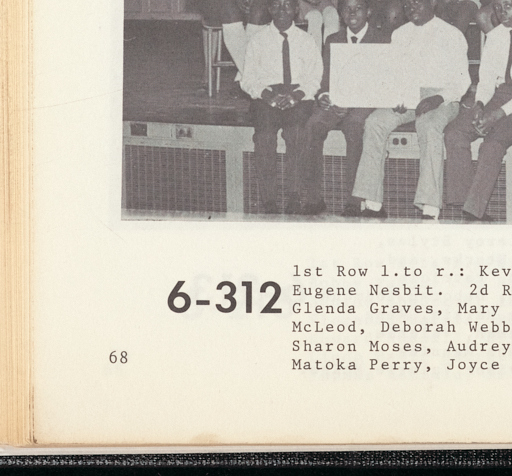 6-312
1st Row l.to r.: Kev
Eugene Nesbit.  2d R
Glenda Graves, Mary
McLeod, Deborah Webb
Sharon Moses, Audrey
Matoka Perry, Joyce
68